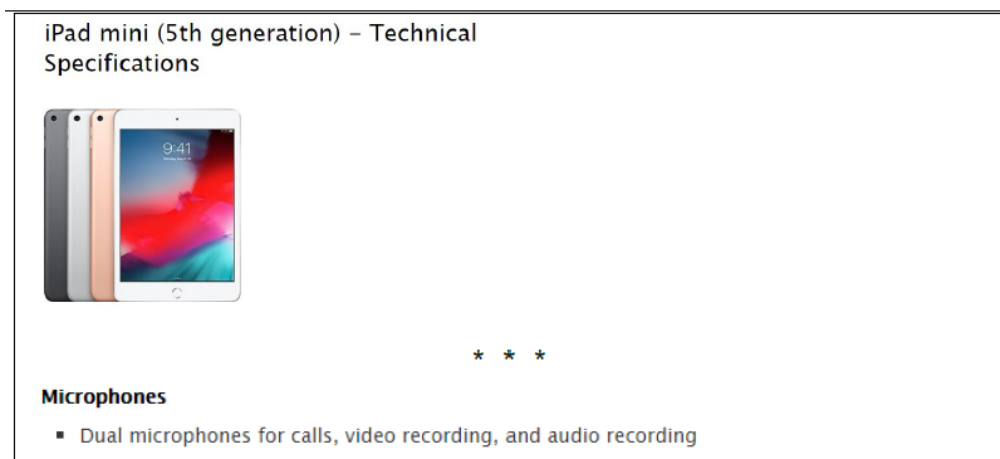 iPad mini (5th generation) – Technical
Specifications
9:41
* * *
Microphones
▪ Dual microphones for calls, video recording, and audio recording